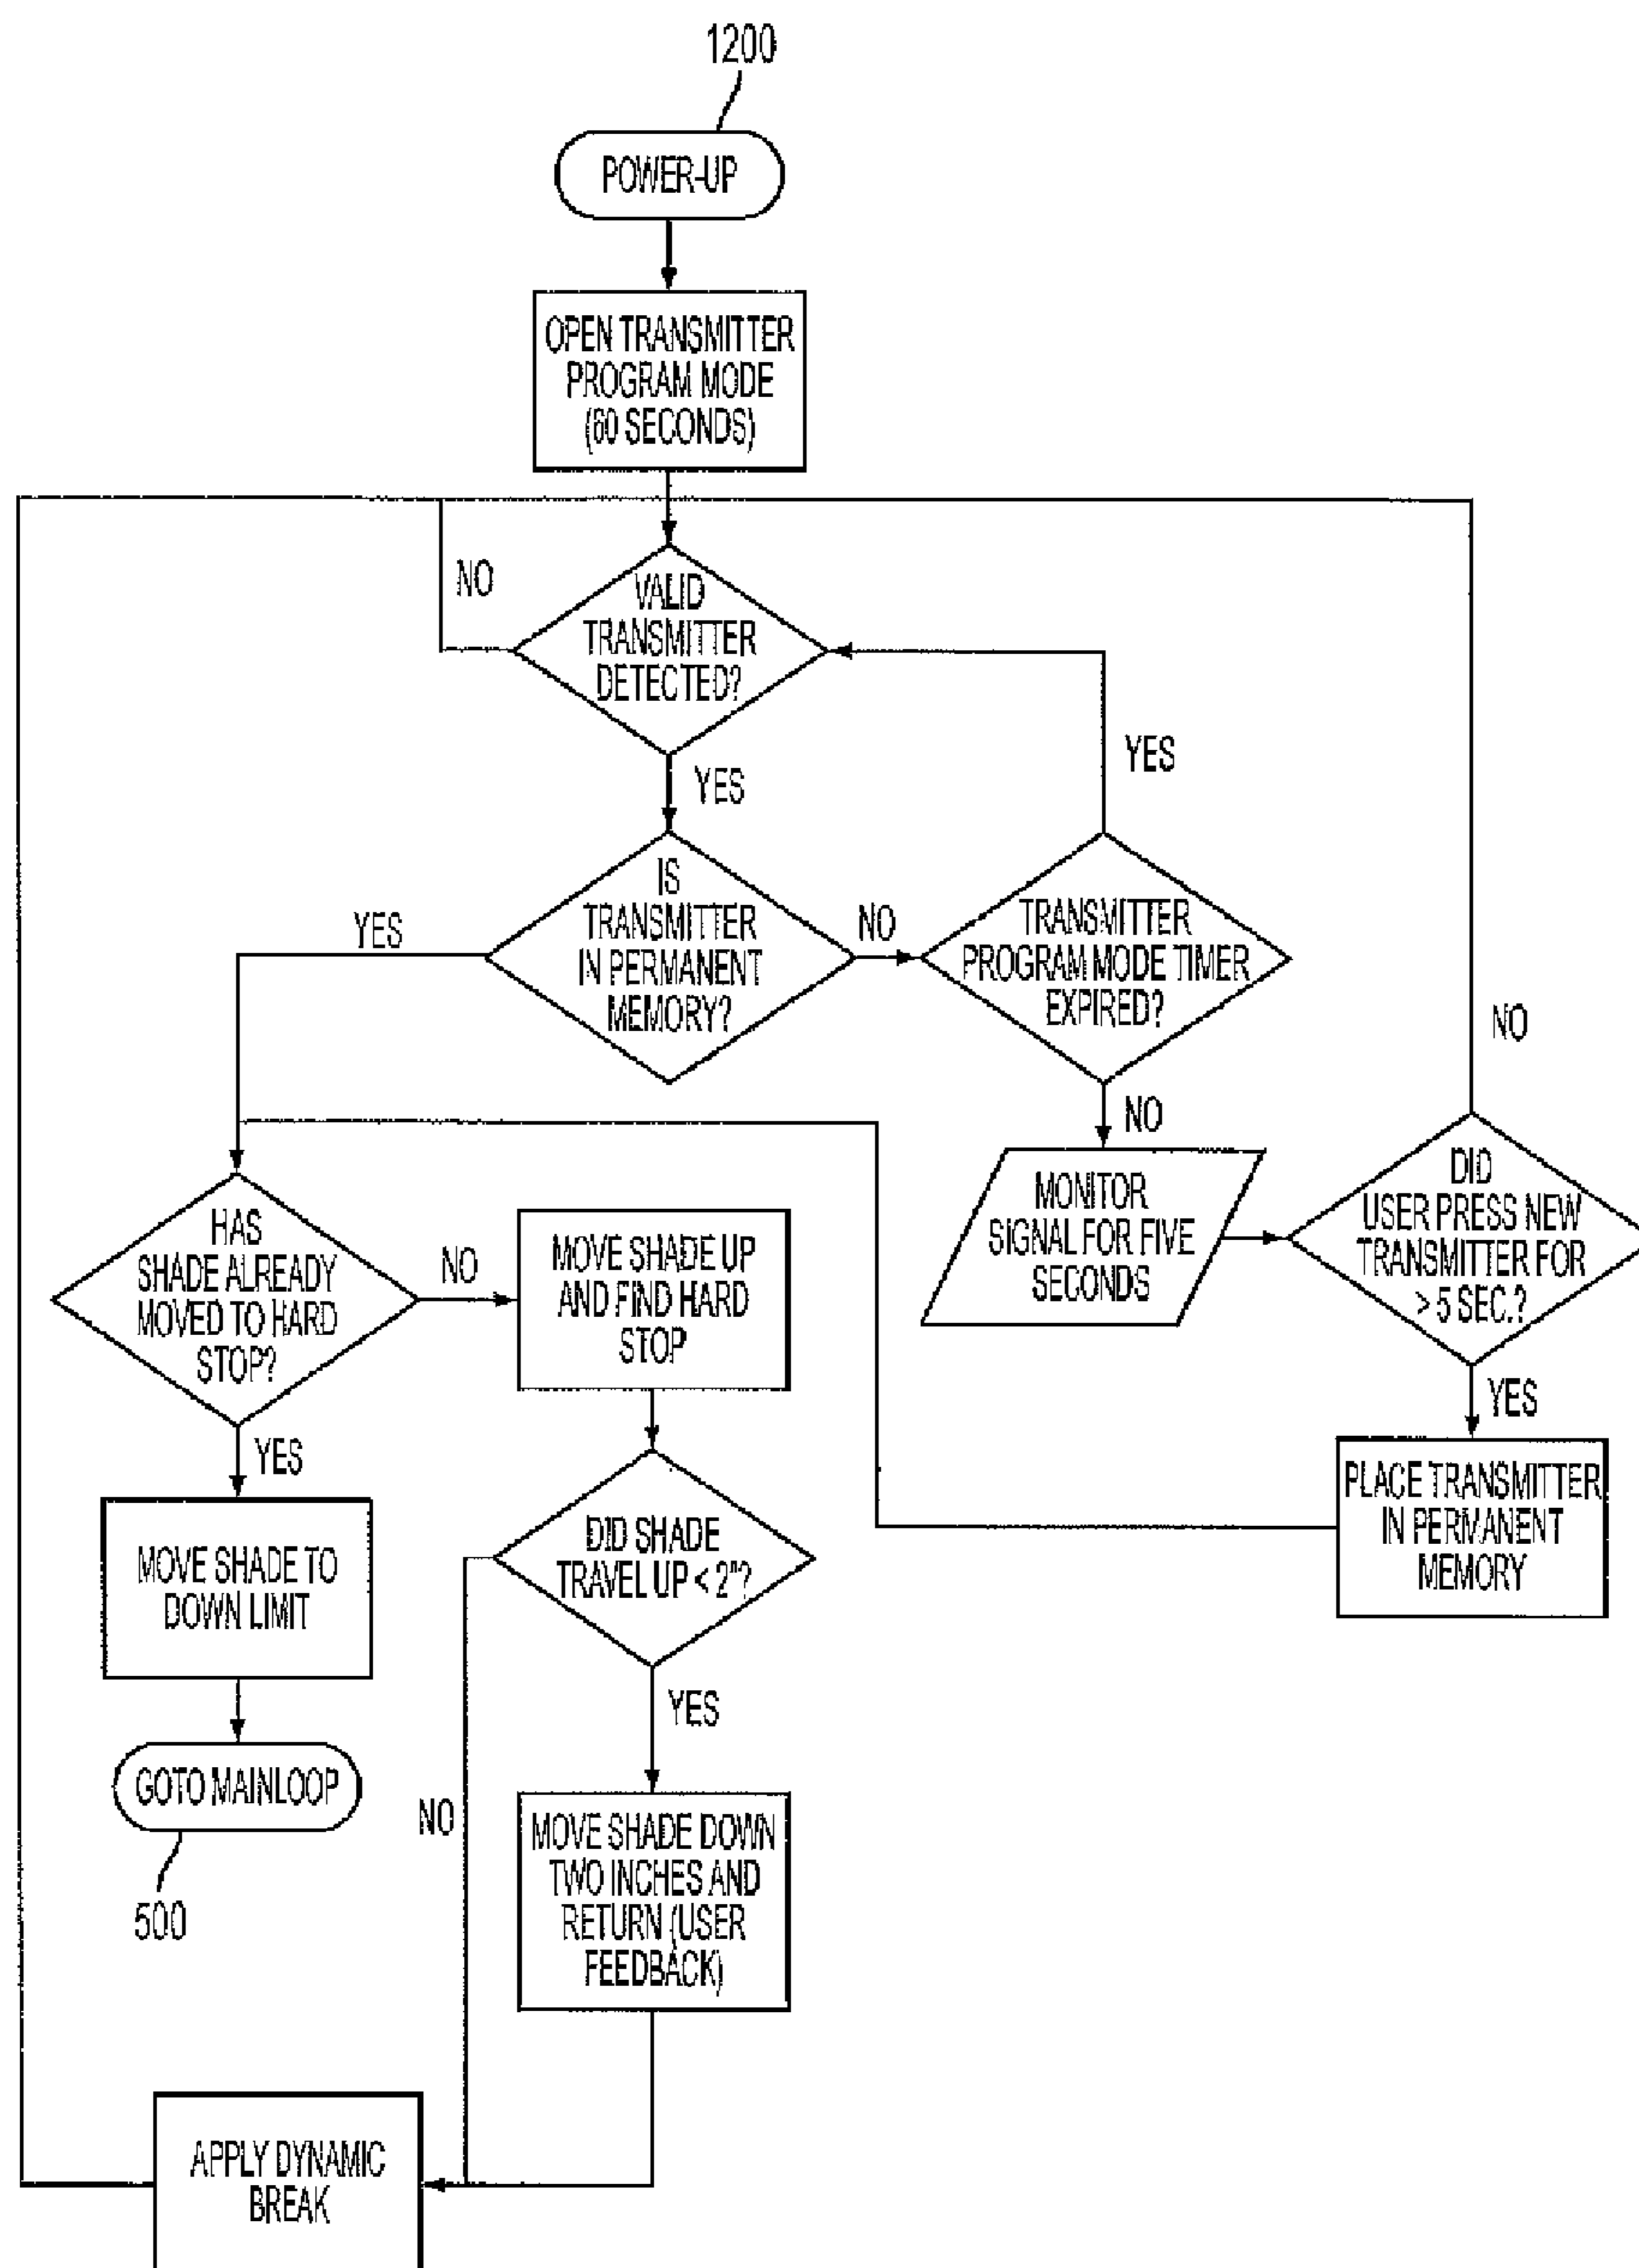 1200
POWER-UP
OPEN TRANSMITTER
PROGRAM MODE
(60 SECONDS)
NO
VALID
TRANSMITTER
DETECTED?
YES
YES
IS
TRANSMITTER
IN PERMANENT
MEMORY?
YES
NO
TRANSMITTER
PROGRAM MODE TIMER
EXPIRED?
NO
NO
MONITOR
SIGNAL FOR FIVE
SECONDS
DID
USER PRESS NEW
TRANSMITTER FOR
> 5 SEC.?
YES
PLACE TRANSMITTER
IN PERMANENT
MEMORY
HAS
SHADE ALREADY
MOVED TO HARD
STOP?
NO
MOVE SHADE UP
AND FIND HARD
STOP
YES
MOVE SHADE TO
DOWN LIMIT
GOTO MAINLOOP
500
DID SHADE
TRAVEL UP < 2"?
NO
YES
MOVE SHADE DOWN
TWO INCHES AND
RETURN (USER
FEEDBACK)
APPLY DYNAMIC
BREAK